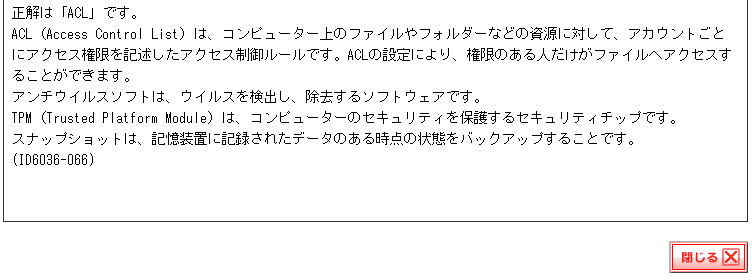 正解は「ACL」です。
ACL (Access Control List) は、コンピューター上のファイルやフォルダーなどの資源に対して、アカウントごと
にアクセス権限を記述したアクセス制御ルールです。ACLの設定により、権限のある人だけがファイルへアクセスす
ることができます。
アンチウイルスソフトは、ウイルスを検出し、除去するソフトウェアです。
TPM (Trusted Platform Module) は、コンピューターのセキュリティを保護するセキュリティチップです。
スナップショットは、記憶装置に記録されたデータのある時点の状態をバックアップすることです。
(ID6036-066)
閉じる